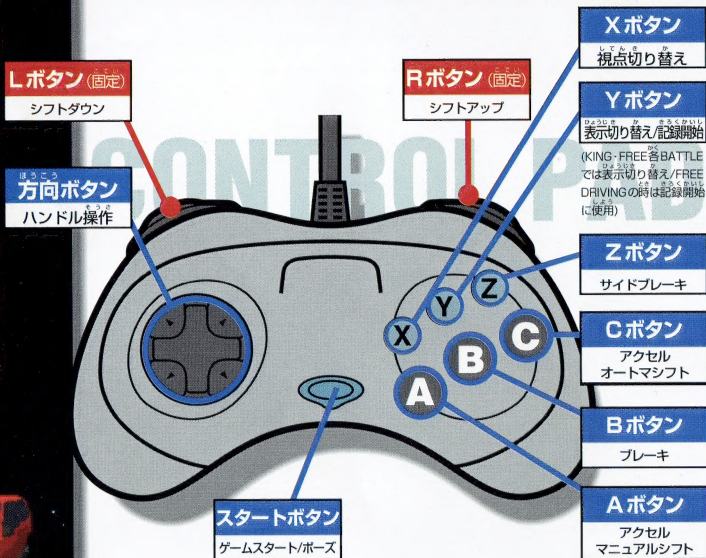 CONTROL PAD
Lボタン(固定)
シフトダウン
方向ボタン
ハンドル操作
Rボタン(固定)
シフトアップ
Xボタン
視点切り替え
Yボタン
表示切り替え/記録開始
(KING・FREE各BATTLE
では表示切り替え/FREE
DRIVINGの時は記録開始
に使用)
Zボタン
サイドブレーキ
Cボタン
アクセル
オートマシフト
Bボタン
ブレーキ
Aボタン
アクセル
マニュアルシフト
スタートボタン
ゲームスタート/ポーズ
X
Y
Z
A
B
C